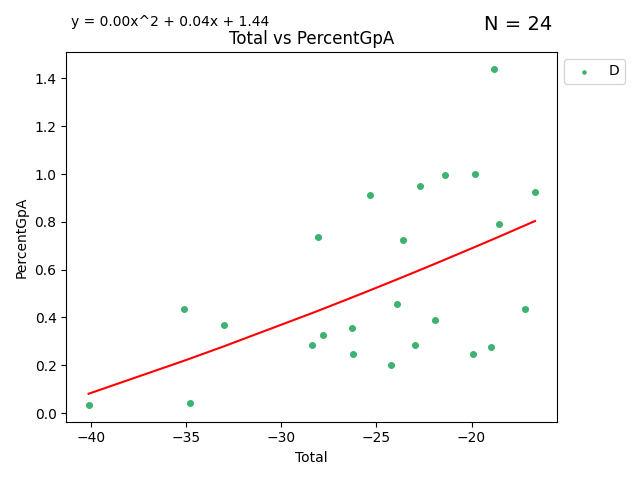 y = 0.00x^2 + 0.04x + 1.44
N = 24
Total vs PercentGpA
D
PercentGpA
1.4
1.2
1.0
0.8
0.6
0.4
0.2
0.0
−40
−35
−30
−25
−20
Total